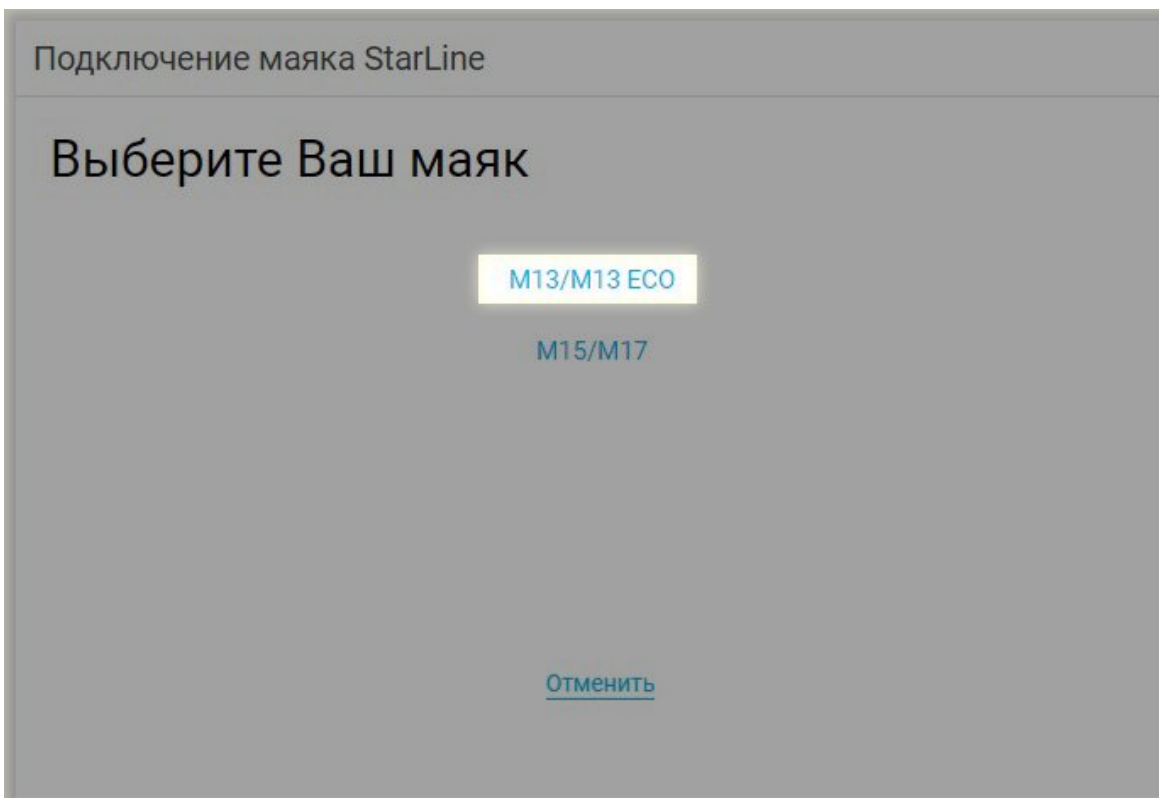 Подключение маяка StarLine
Выберите Ваш маяк
M13/M13 ECO
M15/M17
Отменить